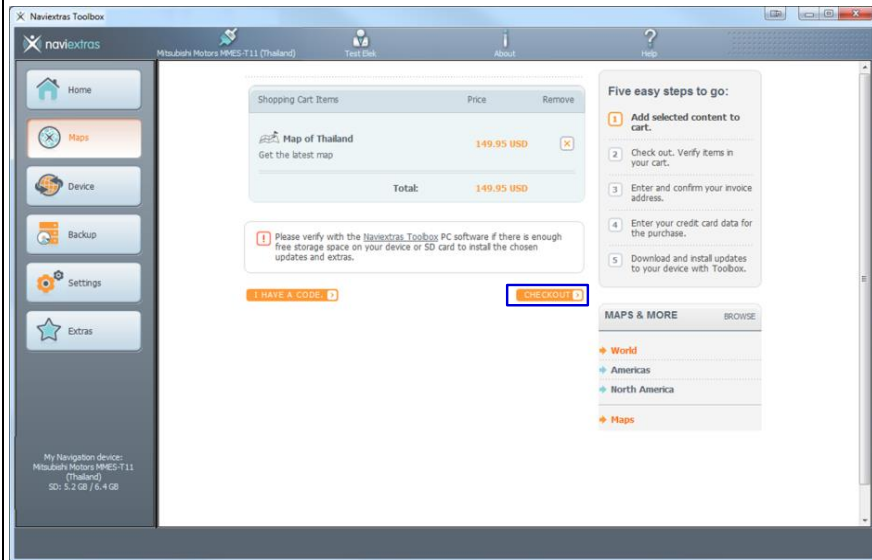 Naviextras Toolbox
naviextras
Mitsubishi Motors MMES-T11 (Thailand)
Test Elek
About
Help
Home
Maps
Device
Backup
Settings
Extras
My Navigation device:
Mitsubishi Motors MMES-T11
(Thailand)
SD: 5.2 GB / 6.4 GB
Shopping Cart Items Price Remove
Map of Thailand
149.95 USD
Get the latest map
Total: 149.95 USD
Please verify with the Naviextras Toolbox PC software if there is enough
free storage space on your device or SD card to install the chosen
updates and extras.
I HAVE A CODE.
CHECKOUT
Five easy steps to go:
1 Add selected content to
cart.
2 Check out. Verify items in
your cart.
3 Enter and confirm your invoice
address.
4 Enter your credit card data for
the purchase.
5 Download and install updates
to your device with Toolbox.
MAPS & MORE BROWSE
World
Americas
North America
Maps